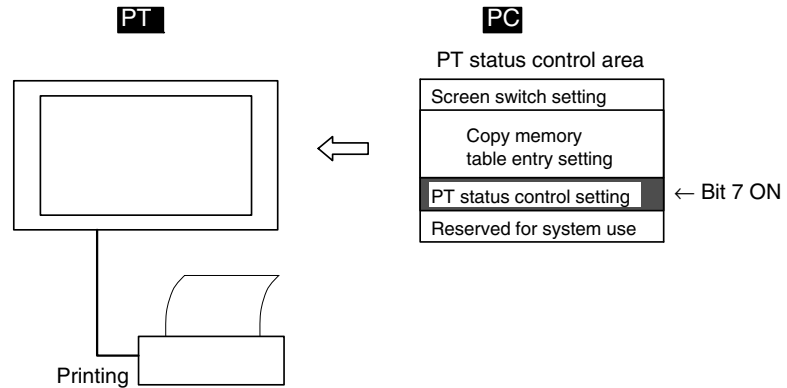 PT
PC
PT status control area
Screen switch setting
Copy memory
table entry setting
PT status control setting
← Bit 7 ON
Reserved for system use
Printing